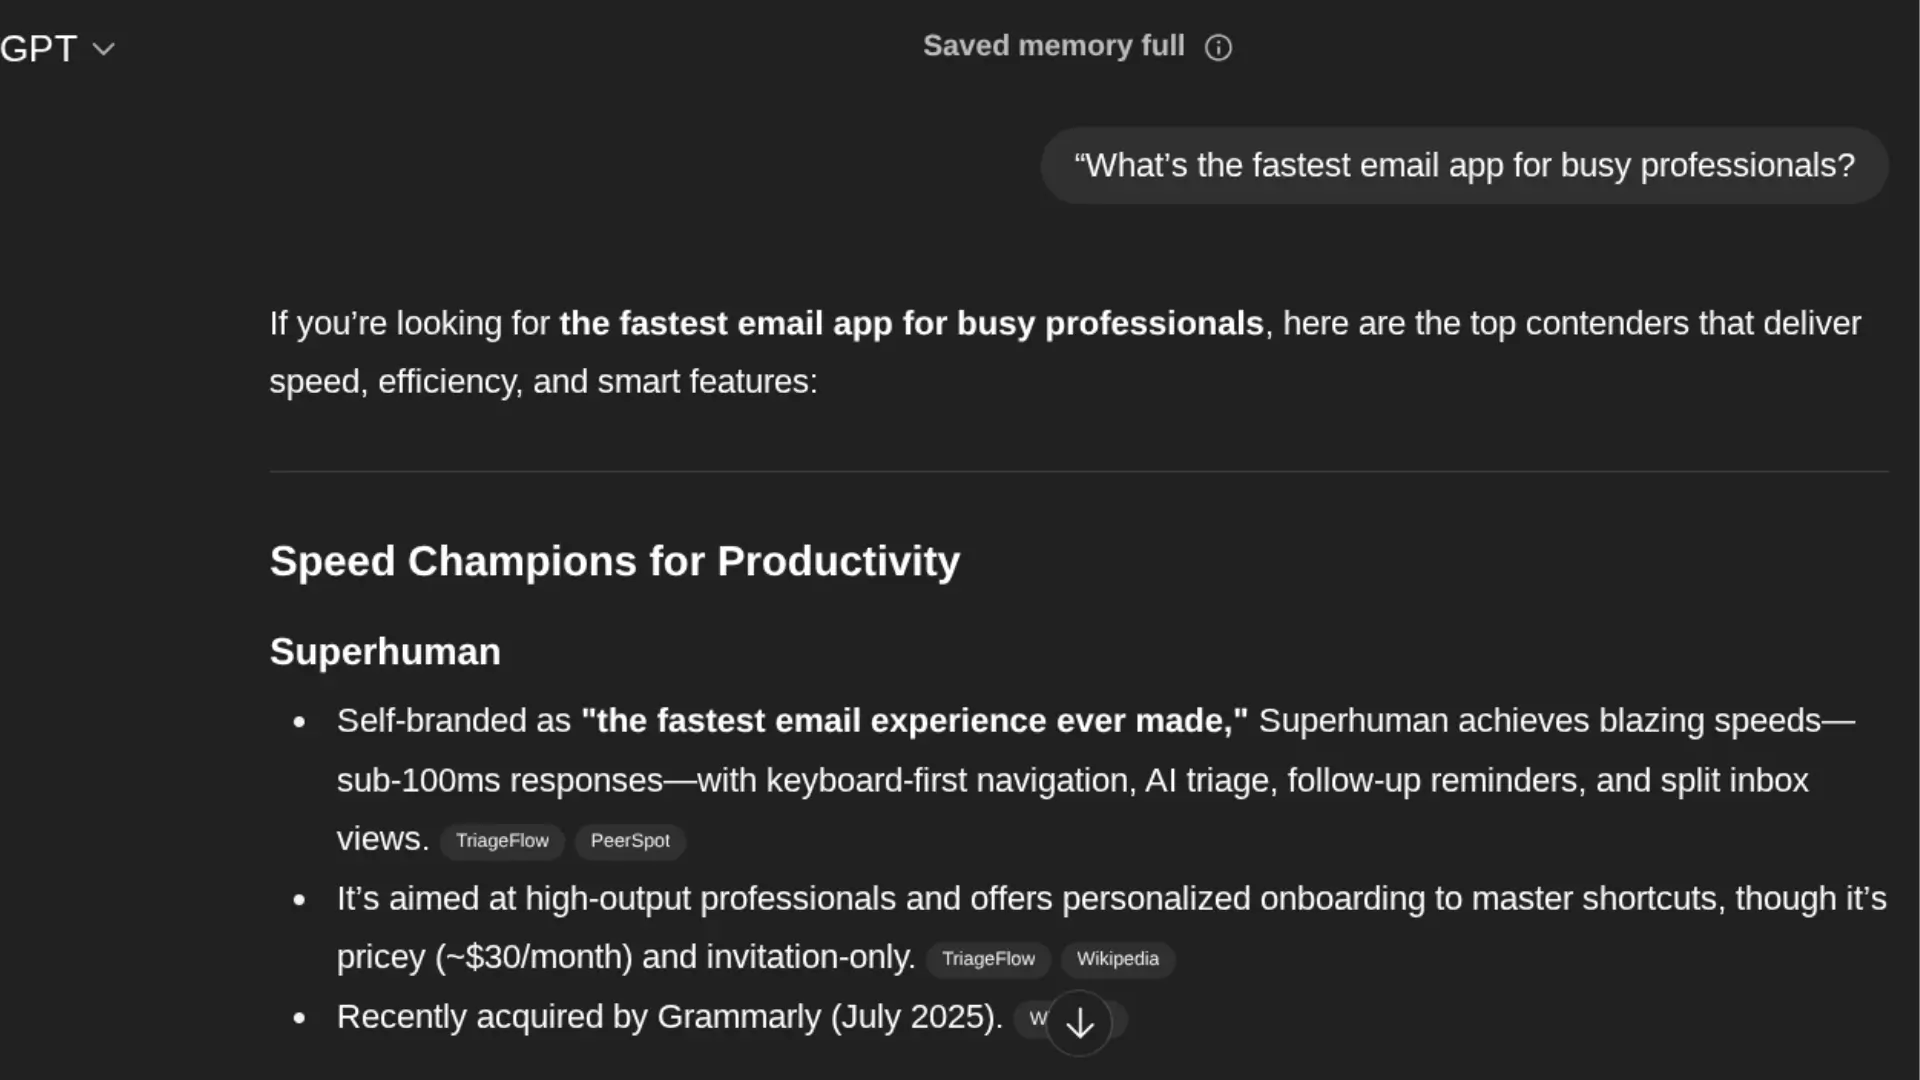 GPT
Saved memory full
“What’s the fastest email app for busy professionals?
If you’re looking for the fastest email app for busy professionals, here are the top contenders that deliver
speed, efficiency, and smart features:
Speed Champions for Productivity
Superhuman
Self-branded as "the fastest email experience ever made," Superhuman achieves blazing speeds—
sub-100ms responses—with keyboard-first navigation, AI triage, follow-up reminders, and split inbox
views. TriageFlow PeerSpot
It’s aimed at high-output professionals and offers personalized onboarding to master shortcuts, though it’s
pricey (~$30/month) and invitation-only. TriageFlow Wikipedia
Recently acquired by Grammarly (July 2025).